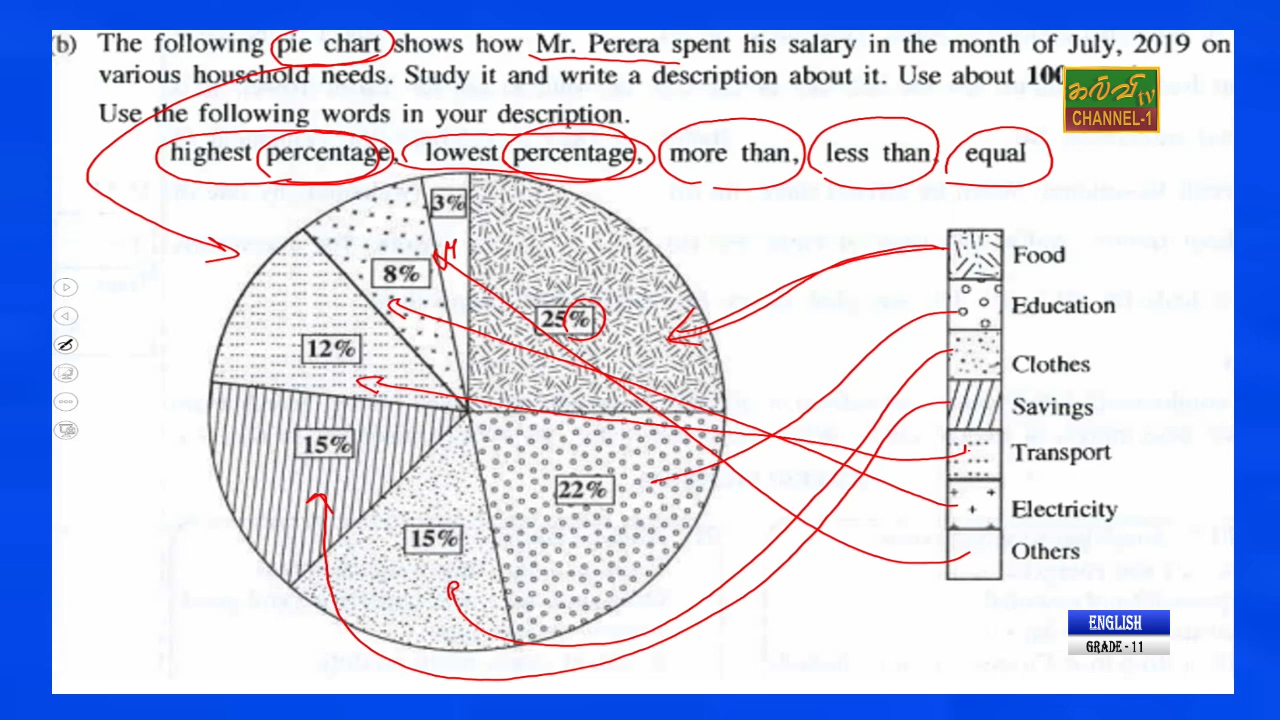 (b) The following pie chart shows how Mr. Perera spent his salary in the month of July, 2019 on
various household needs. Study it and write a description about it. Use about 100
Use the following words in your description.
highest percentage, lowest percentage, more than, less than, equal
கல்வி tv
CHANNEL-1
3%
8%
25%
12%
15%
22%
15%
Food
Education
Clothes
Savings
Transport
Electricity
Others
ENGLISH
GRADE - 11